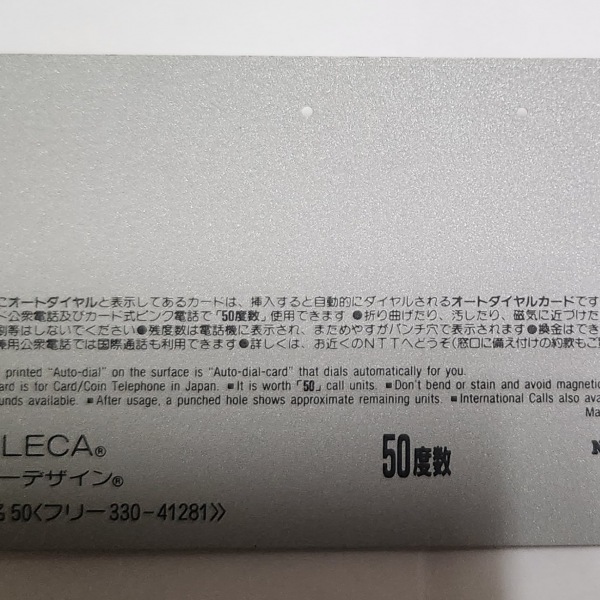 にオートダイヤルと表示してあるカードは、挿入すると自動的にダイヤルされるオートダイヤルカードです
ド公衆電話及びカード式ピンク電話で「50度数」使用できます ●折り曲げたり、汚したり、磁気に近づけた
刷等はしないでください ●残度数は電話機に表示され、まためやすがパンチ穴で表示されます ●換金はでき
兼用公衆電話では国際通話も利用できます ●詳しくは、お近くのNTTへどうぞ(窓口に備え付けの約款もご
printed "Auto-dial" on the surface is "Auto-dial-card" that dials automatically for you.
ard is for Card/Coin Telephone in Japan. ■It is worth「50」call units. ■Don't bend or stain and avoid magnetic
unds available. ■After usage, a punched hole shows approximate remaining units. ■International Calls also ava
Ma
LECA® 50度数 N
ーデザイン®
50〈フリー330-41281〉